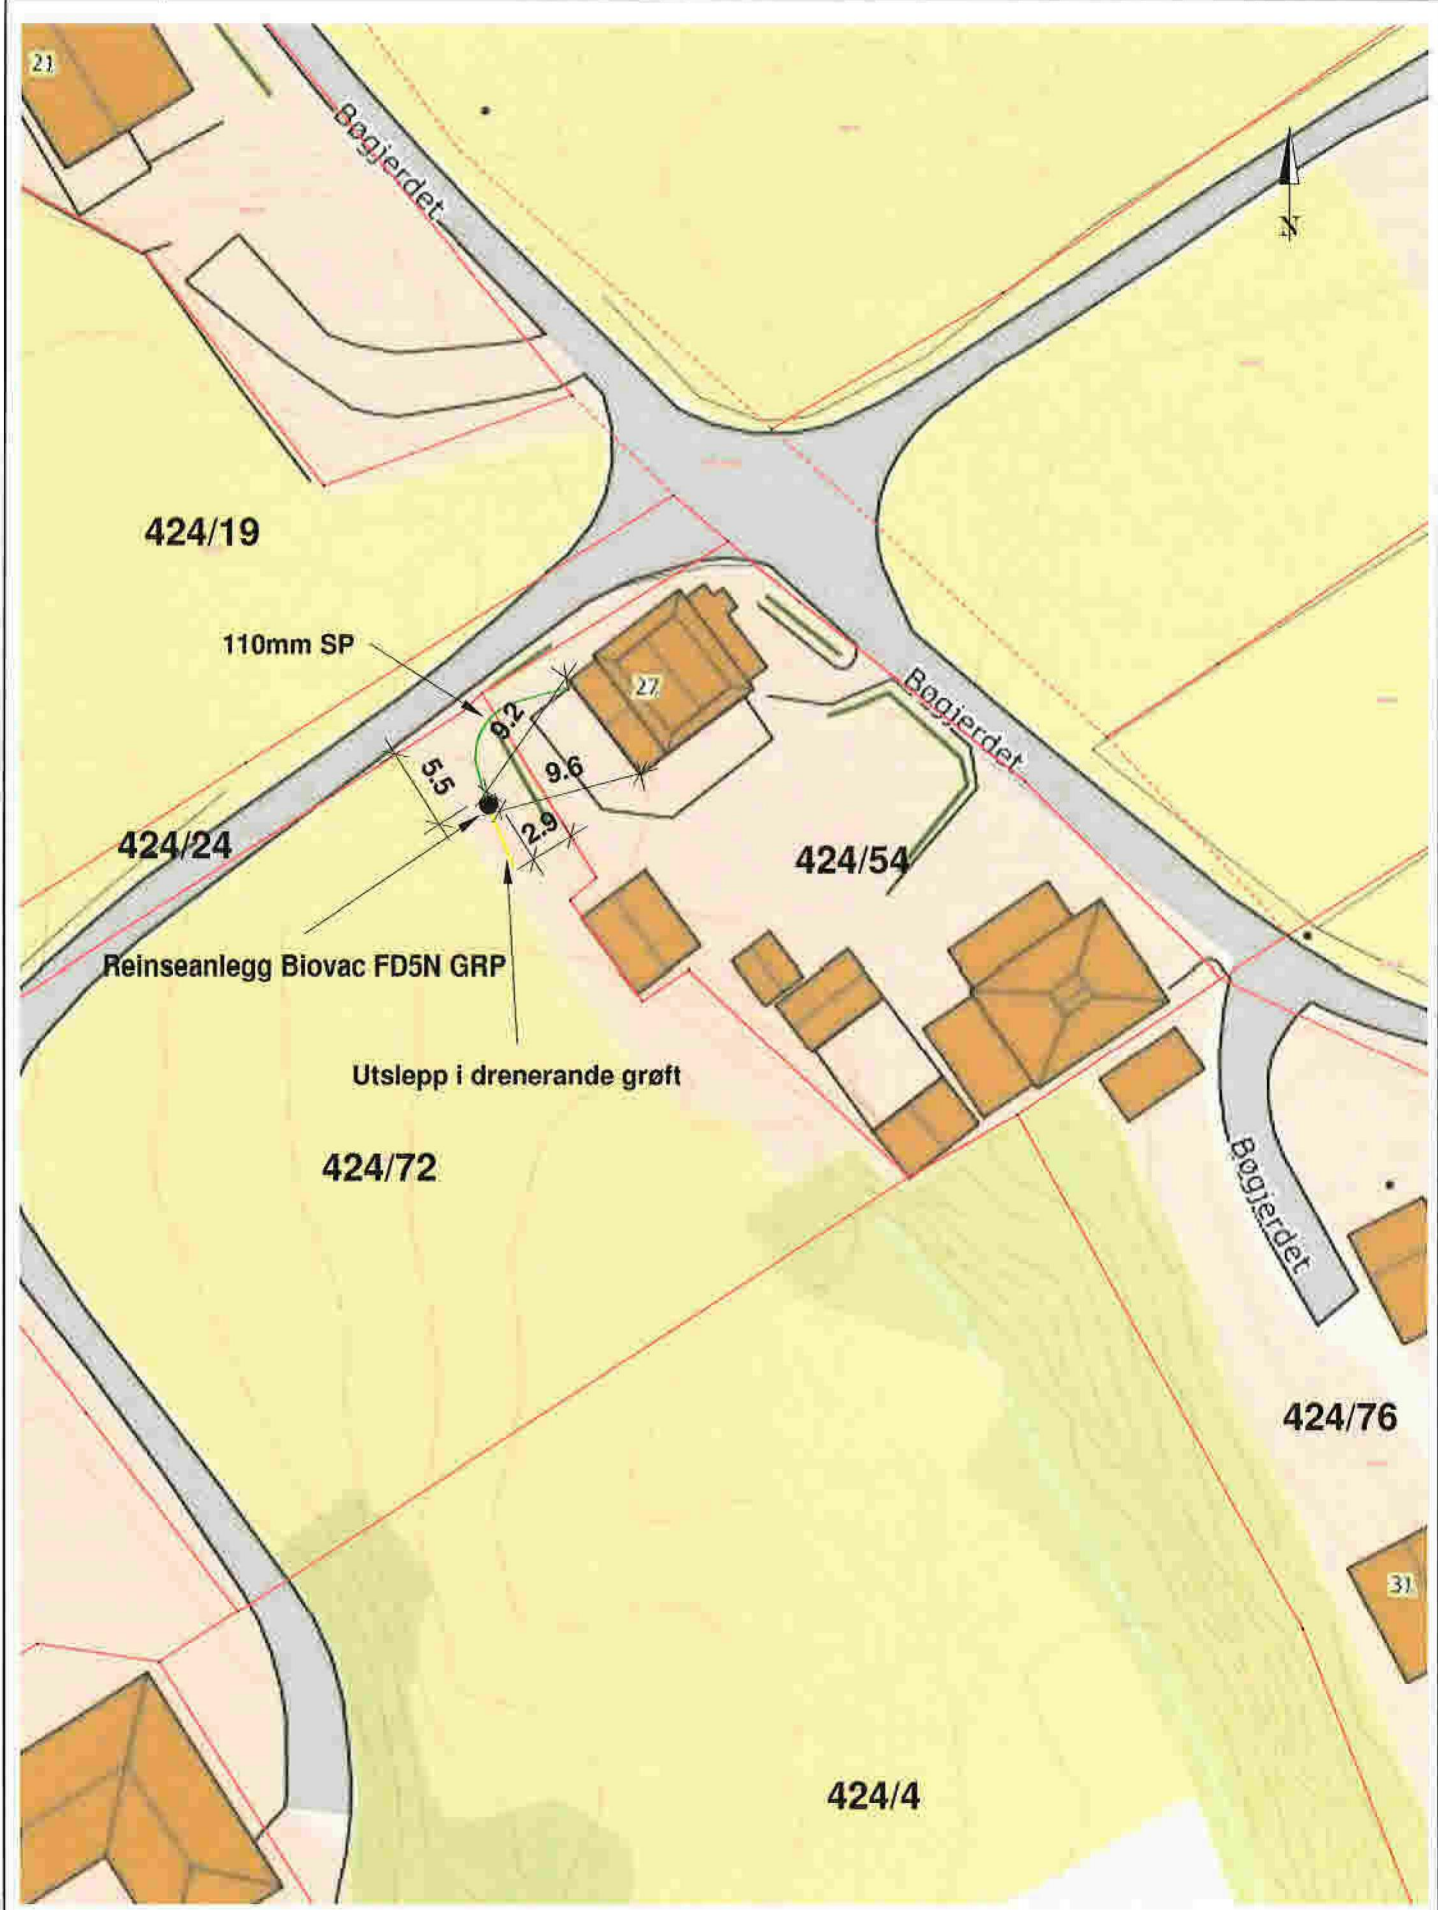 21
Bøgjerdet
N
424/19
110mm SP
27
9.2
Bøgjerdet
5.5
9.6
2.9
424/24
424/54
Reinseanlegg Biovac FD5N GRP
Utslepp i drenerande grøft
424/72
Bøgjerdet
424/76
31
424/4